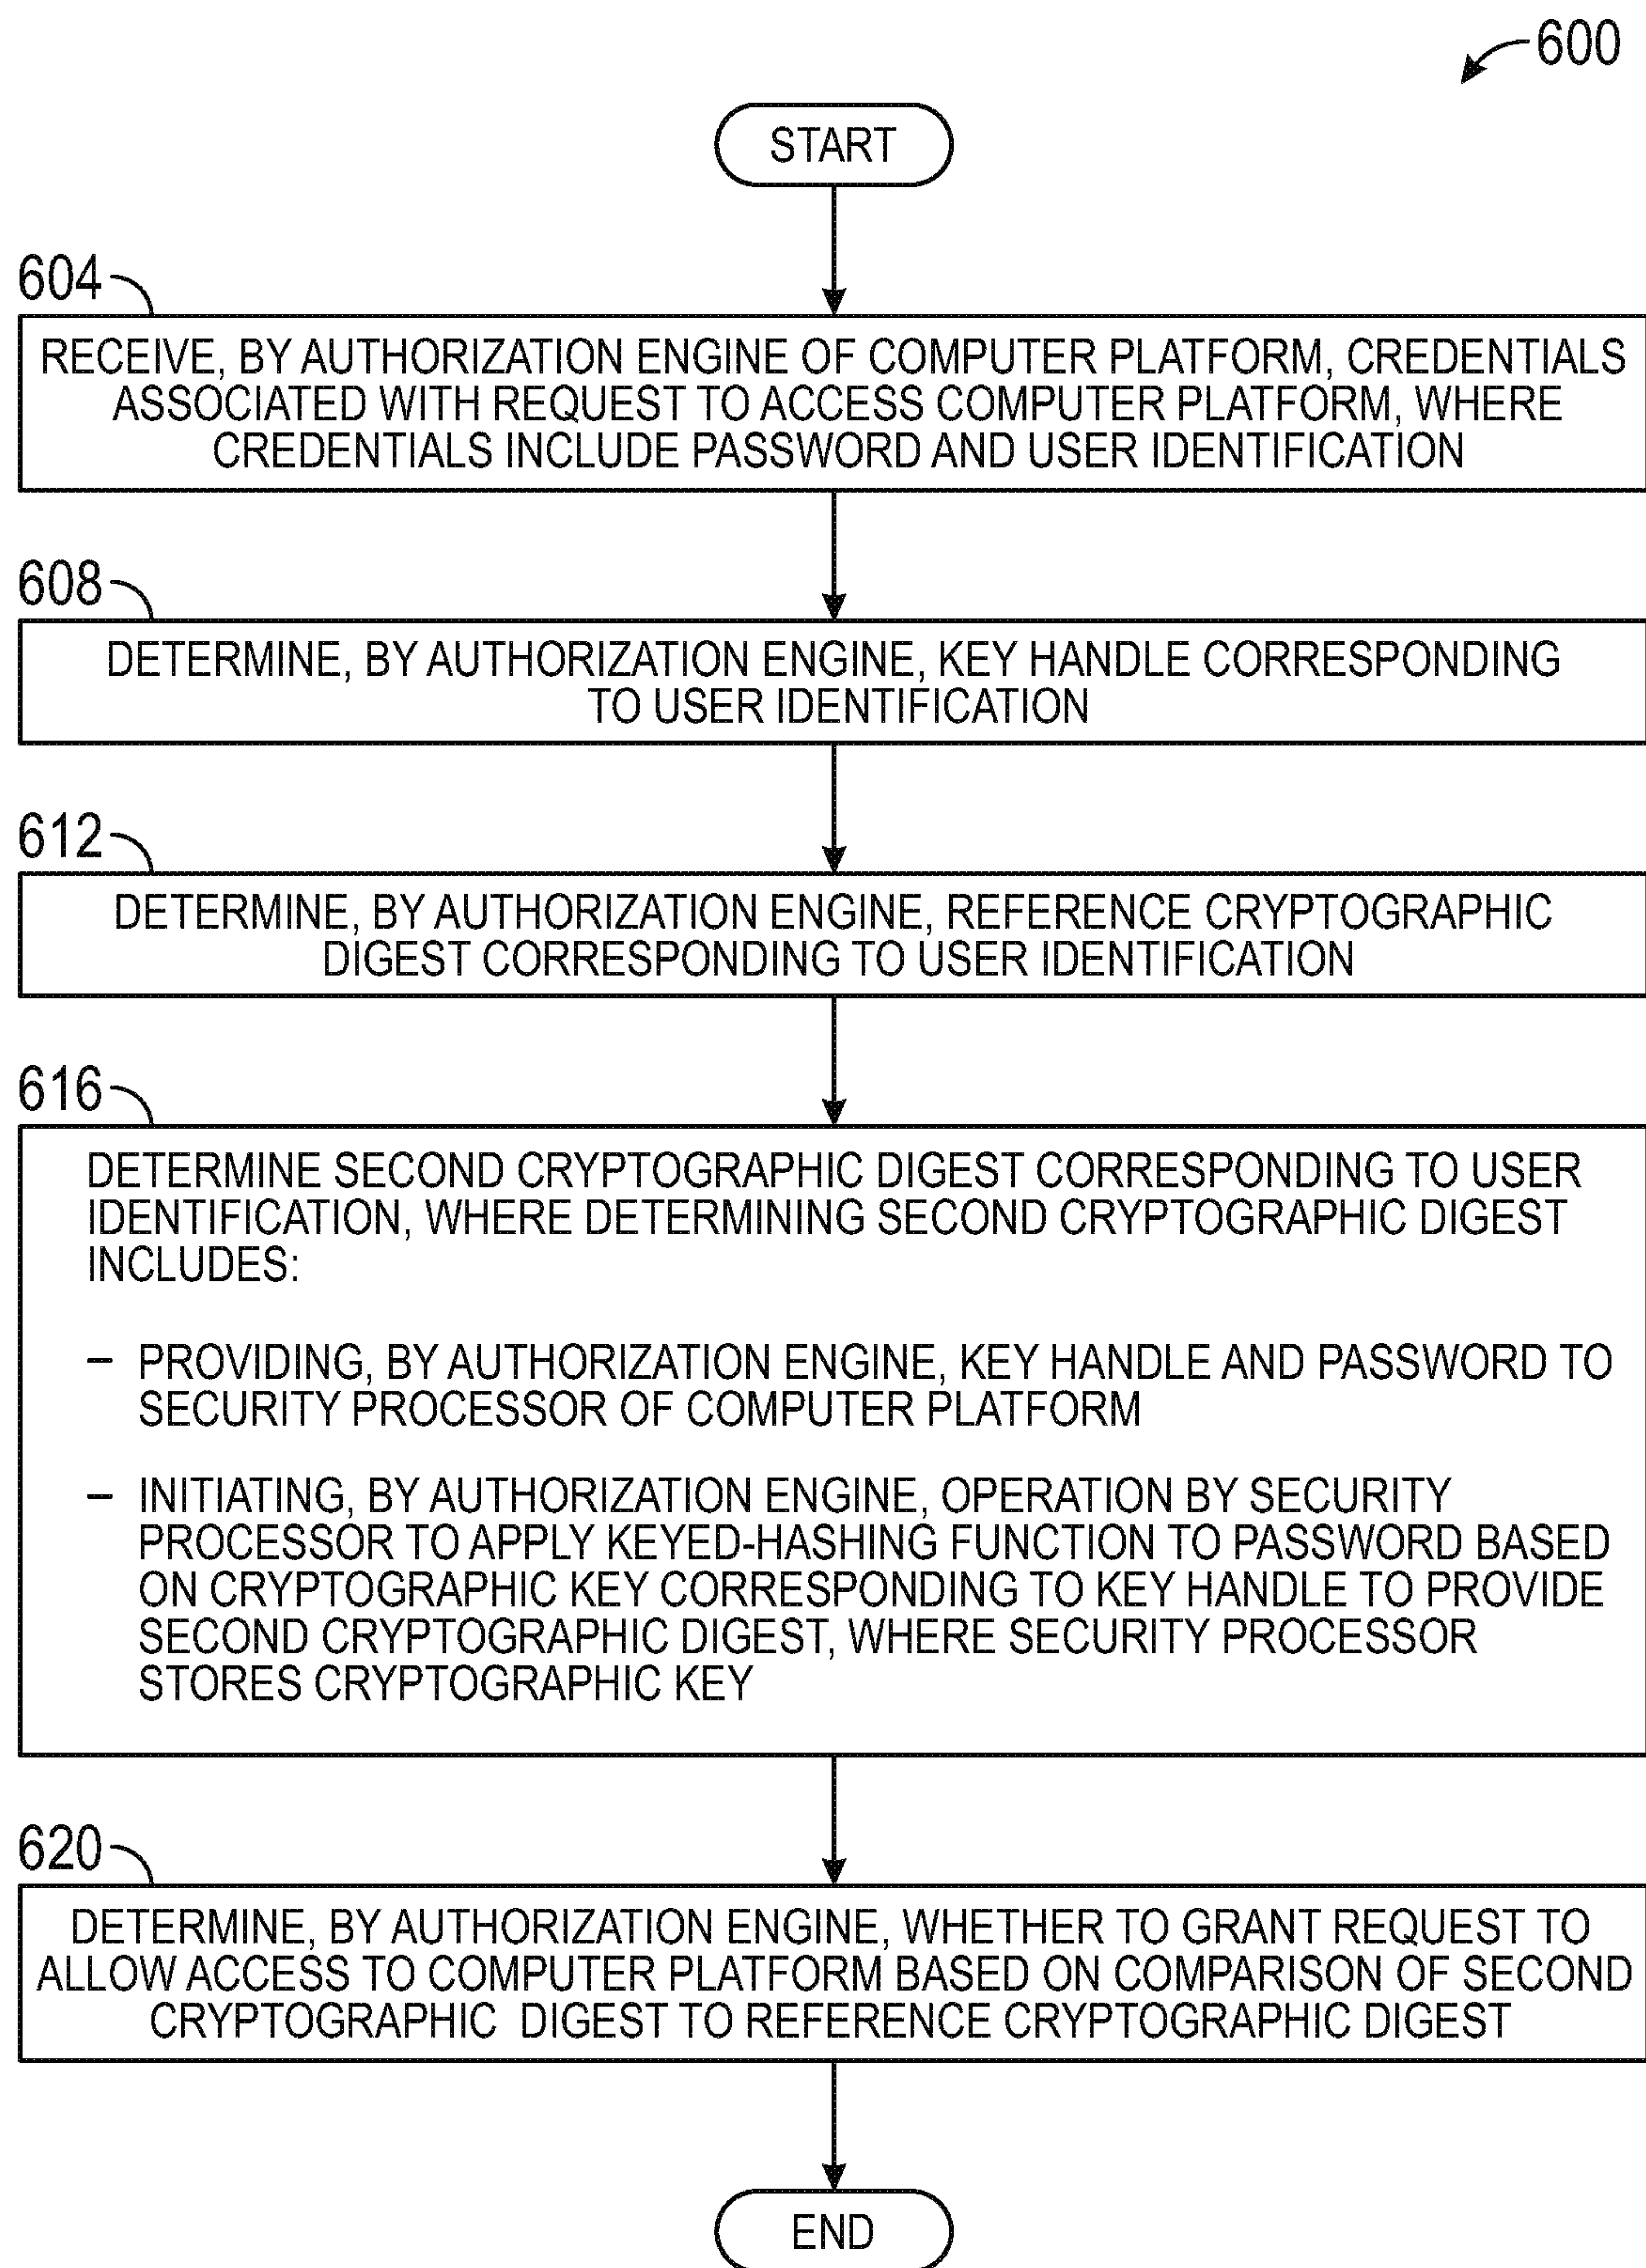 600
START
604
RECEIVE, BY AUTHORIZATION ENGINE OF COMPUTER PLATFORM, CREDENTIALS
ASSOCIATED WITH REQUEST TO ACCESS COMPUTER PLATFORM, WHERE
CREDENTIALS INCLUDE PASSWORD AND USER IDENTIFICATION
608
DETERMINE, BY AUTHORIZATION ENGINE, KEY HANDLE CORRESPONDING
TO USER IDENTIFICATION
612
DETERMINE, BY AUTHORIZATION ENGINE, REFERENCE CRYPTOGRAPHIC
DIGEST CORRESPONDING TO USER IDENTIFICATION
616
DETERMINE SECOND CRYPTOGRAPHIC DIGEST CORRESPONDING TO USER
IDENTIFICATION, WHERE DETERMINING SECOND CRYPTOGRAPHIC DIGEST
INCLUDES:
– PROVIDING, BY AUTHORIZATION ENGINE, KEY HANDLE AND PASSWORD TO
SECURITY PROCESSOR OF COMPUTER PLATFORM
– INITIATING, BY AUTHORIZATION ENGINE, OPERATION BY SECURITY
PROCESSOR TO APPLY KEYED-HASHING FUNCTION TO PASSWORD BASED
ON CRYPTOGRAPHIC KEY CORRESPONDING TO KEY HANDLE TO PROVIDE
SECOND CRYPTOGRAPHIC DIGEST, WHERE SECURITY PROCESSOR
STORES CRYPTOGRAPHIC KEY
620
DETERMINE, BY AUTHORIZATION ENGINE, WHETHER TO GRANT REQUEST TO
ALLOW ACCESS TO COMPUTER PLATFORM BASED ON COMPARISON OF SECOND
CRYPTOGRAPHIC DIGEST TO REFERENCE CRYPTOGRAPHIC DIGEST
END